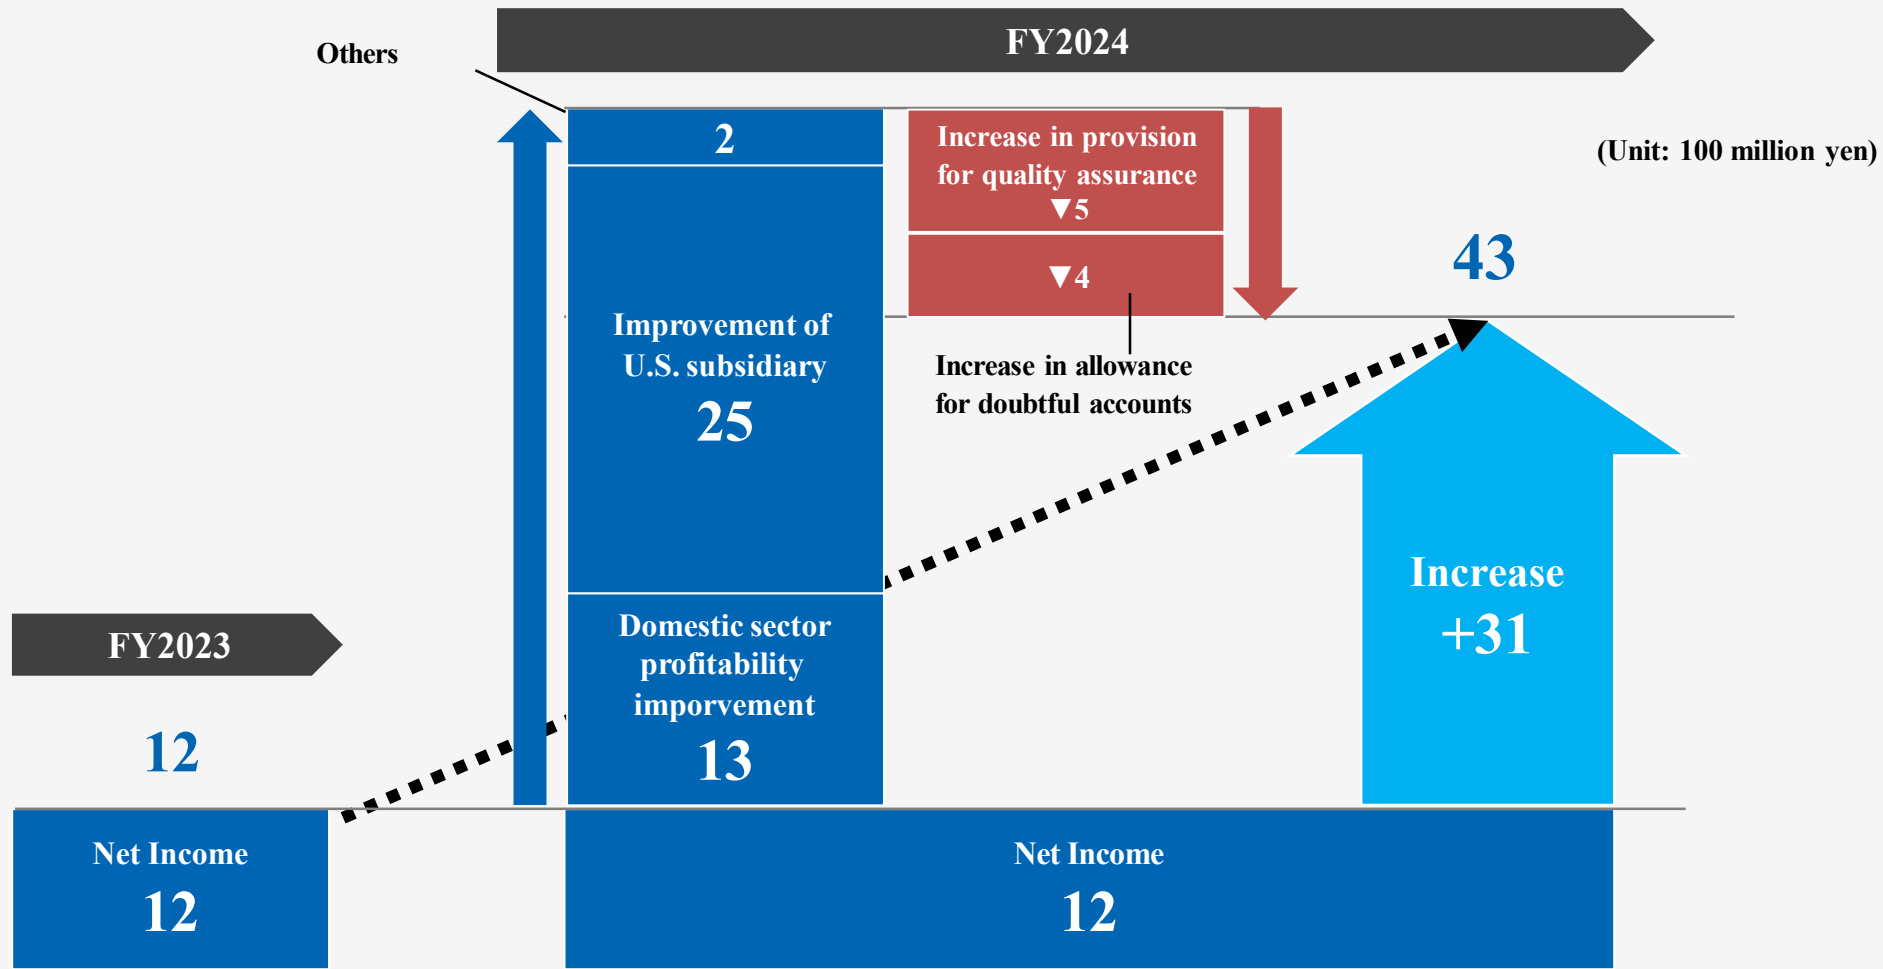 FY2024
Others
(Unit: 100 million yen)
2
Improvement of
U.S. subsidiary
25
Domestic sector
profitability
imporvement
13
Increase in provision
for quality assurance
▼5
▼4
Increase in allowance
for doubtful accounts
43
Increase
+31
FY2023
12
Net Income
12
Net Income
12